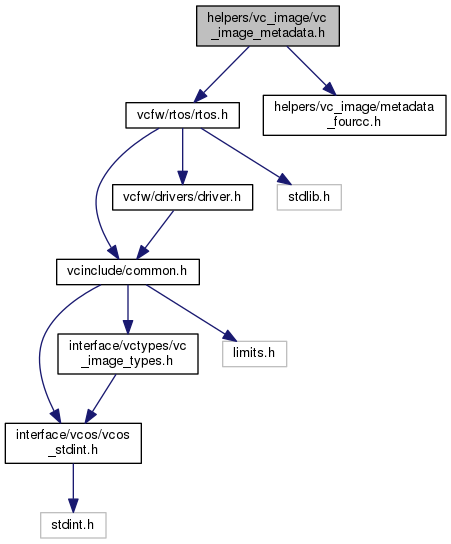 helpers/vc_image/vc
_image_metadata.h
vcfw/rtos/rtos.h
helpers/vc_image/metadata
_fourcc.h
vcfw/drivers/driver.h
stdlib.h
vcinclude/common.h
interface/vctypes/vc
_image_types.h
limits.h
interface/vcos/vcos
_stdint.h
stdint.h